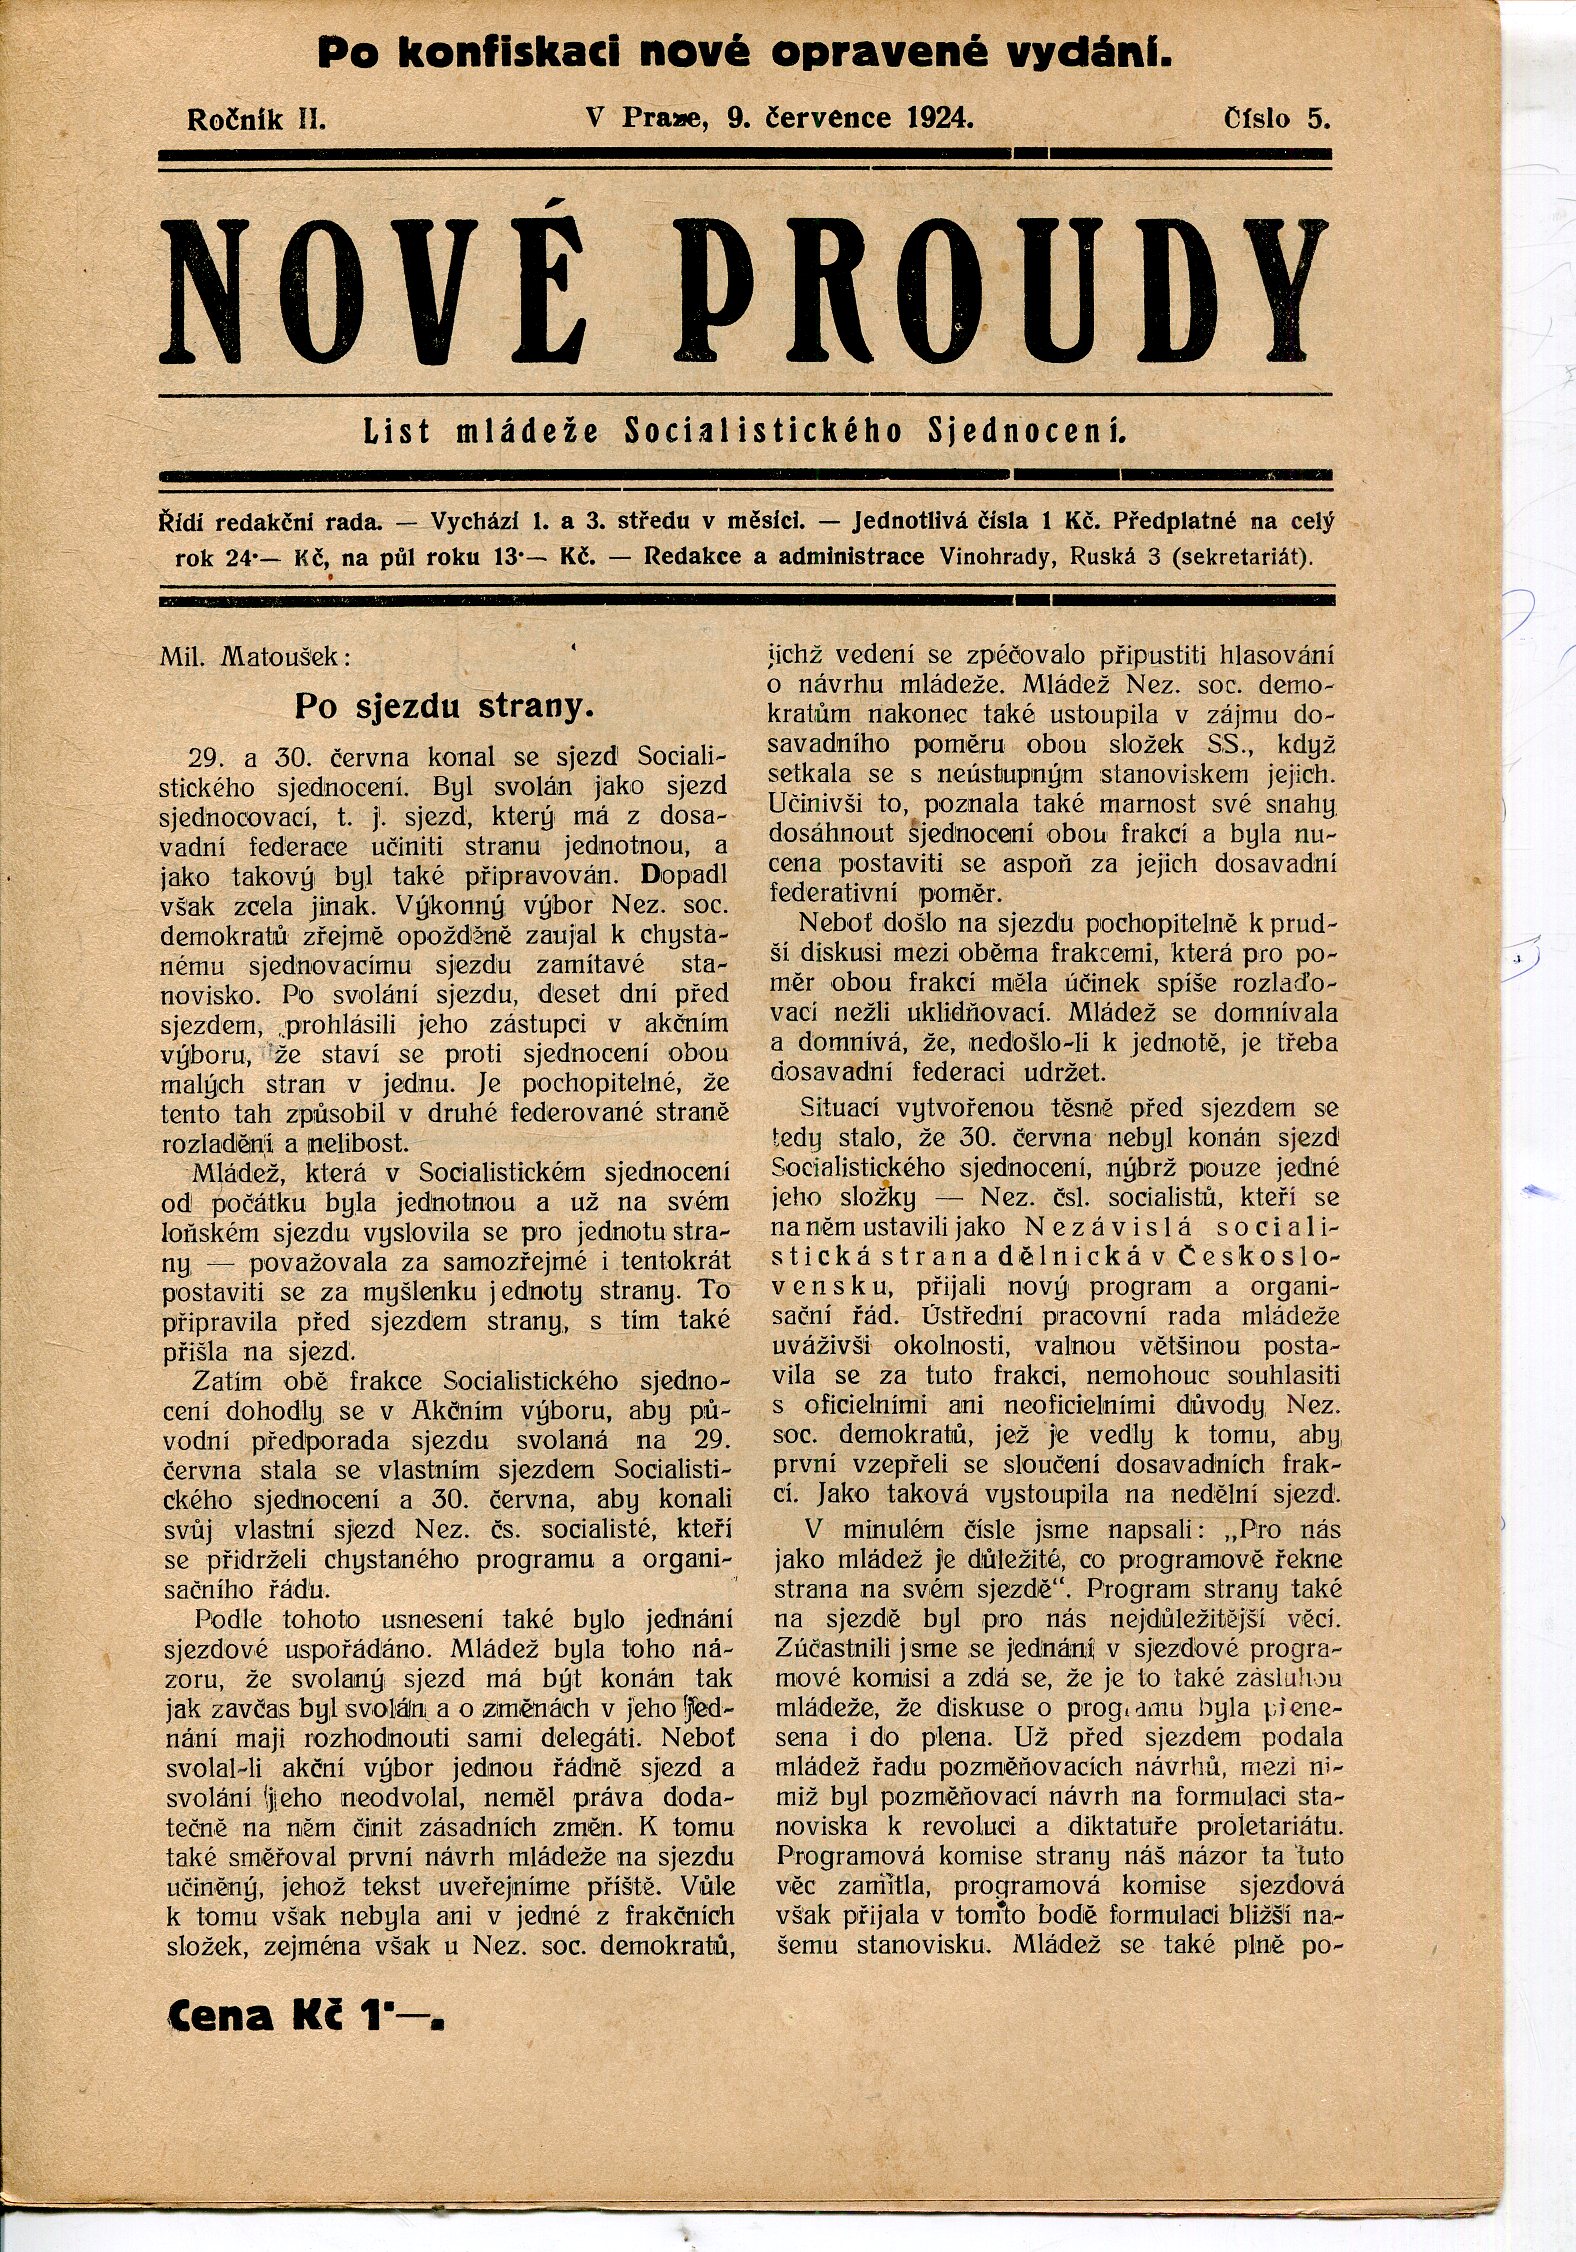 Po konfiskaci nové opravené vydání.
Ročník II.
V Praze, 9. července 1924.
Číslo 5.
NOVÉ PROUDY
List mládeže Socialistického Sjednocení.
Řídí redakční rada. — Vychází 1. a 3. středu v měsíci. — Jednotlivá čísla 1 Kč. Předplatné na celý
rok 24·— Kč, na půl roku 13·— Kč. — Redakce a administrace Vinohrady, Ruská 3 (sekretariát).
Mil. Matoušek:
Po sjezdu strany.
29. a 30. června konal se sjezd Sociali-
stického sjednocení. Byl svolán jako sjezd
sjednocovací, t. j. sjezd, který má z dosa-
vadní federace učiniti stranu jednotnou, a
jako takový byl také připravován. Dopadl
však zcela jinak. Výkonný výbor Nez. soc.
demokratů zřejmě opožděně zaujal k chysta-
nému sjednovacímu sjezdu zamítavé sta-
novisko. Po svolání sjezdu, deset dní před
sjezdem, prohlásili jeho zástupci v akčním
výboru, že staví se proti sjednocení obou
malých stran v jednu. Je pochopitelné, že
tento tah způsobil v druhé federované straně
rozladění a nelibost.
Mládež, která v Socialistickém sjednocení
od počátku byla jednotnou a už na svém
loňském sjezdu vyslovila se pro jednotu stra-
ny — považovala za samozřejmé i tentokrát
postaviti se za myšlenku jednoty strany. To
připravila před sjezdem strany, s tím také
přišla na sjezd.
Zatím obě frakce Socialistického sjedno-
cení dohodly se v Akčním výboru, aby pů-
vodní předporada sjezdu svolaná na 29.
června stala se vlastním sjezdem Socialisti-
ckého sjednocení a 30. června, aby konali
svůj vlastní sjezd Nez. čs. socialisté, kteří
se přidrželi chystaného programu a organi-
sačního řádu.
Podle tohoto usnesení také bylo jednání
sjezdové uspořádáno. Mládež byla toho ná-
zoru, že svolaný sjezd má být konán tak
jak zavčas byl svolán a o změnách v jeho jed-
nání maji rozhodnouti sami delegáti. Neboť
svolal-li akční výbor jednou řádně sjezd a
svolání jeho neodvolal, neměl práva doda-
tečně na něm činit zásadních změn. K tomu
také směřoval první návrh mládeže na sjezdu
učiněný, jehož tekst uveřejníme příště. Vůle
k tomu však nebyla ani v jedné z frakčních
složek, zejména však u Nez. soc. demokratů,
jichž vedení se zpéčovalo připustiti hlasování
o návrhu mládeže. Mládež Nez. soc. demo-
kratům nakonec také ustoupila v zájmu do-
savadního poměru obou složek SS., když
setkala se s neústupným stanoviskem jejich.
Učinivši to, poznala také marnost své snahy
dosáhnout sjednocení obou frakcí a byla nu-
cena postaviti se aspoň za jejich dosavadní
federativní poměr.
Neboť došlo na sjezdu pochopitelně k prud-
ší diskusi mezi oběma frakcemi, která pro po-
měr obou frakcí měla účinek spíše rozlaďo-
vací nežli uklidňovací. Mládež se domnívala
a domnívá, že, nedošlo-li k jednotě, je třeba
dosavadní federaci udržet.
Situací vytvořenou těsně před sjezdem se
tedy stalo, že 30. června nebyl konán sjezd
Socialistického sjednocení, nýbrž pouze jedné
jeho složky — Nez. čsl. socialistů, kteří se
na něm ustavili jako Nezávislá sociali-
stická strana dělnická v Českoslo-
vensku, přijali nový program a organi-
sační řád. Ústřední pracovní rada mládeže
uváživši okolnosti, valnou většinou posta-
vila se za tuto frakci, nemohouc souhlasiti
s oficielními ani neoficielními důvody Nez.
soc. demokratů, jež je vedly k tomu, aby
první vzepřeli se sloučení dosavadních frak-
cí. Jako taková vystoupila na nedělní sjezd.
V minulém čísle jsme napsali: „Pro nás
jako mládež je důležité, co programově řekne
strana na svém sjezdě“. Program strany také
na sjezdě byl pro nás nejdůležitější věcí.
Zúčastnili jsme se jednání v sjezdové progra-
mové komisi a zdá se, že je to také zásluhou
mládeže, že diskuse o programu byla přene-
sena i do plena. Už před sjezdem podala
mládež řadu pozměňovacích návrhů, mezi ni-
miž byl pozměňovací návrh na formulaci sta-
noviska k revoluci a diktatuře proletariátu.
Programová komise strany náš názor ta tuto
věc zamítla, programová komise sjezdová
však přijala v tomto bodě formulaci bližší na-
šemu stanovisku. Mládež se také plně po-
Cena Kč 1·—.